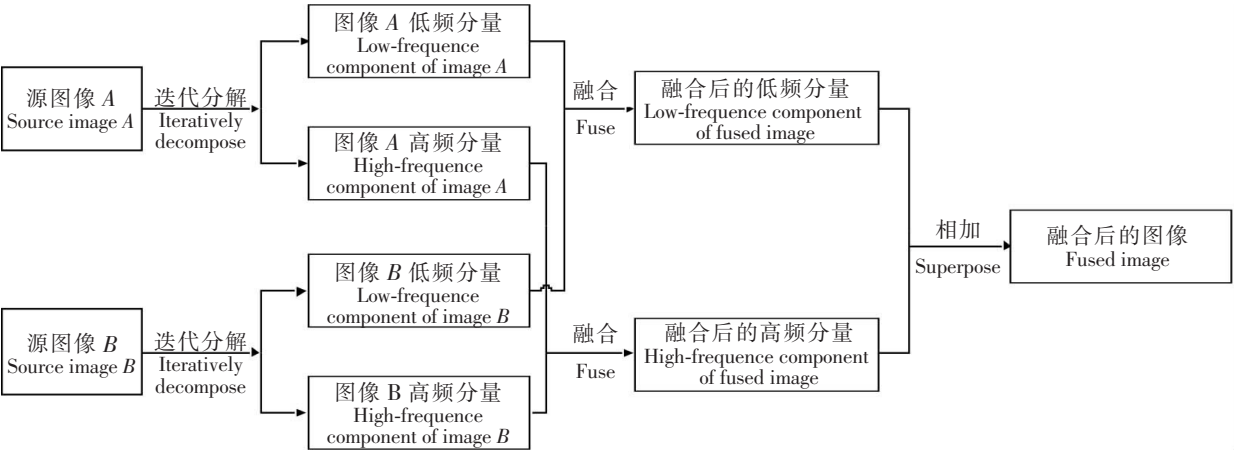 源图像 A
Source image A
迭代分解
Iteratively
decompose
图像 A 低频分量
Low-frequence
component of image A
图像 A 高频分量
High-frequence
component of image A
源图像 B
Source image B
迭代分解
Iteratively
decompose
图像 B 低频分量
Low-frequence
component of image B
图像 B 高频分量
High-frequence
component of image B
融合
Fuse
融合后的低频分量
Low-frequence component
of fused image
融合
Fuse
融合后的高频分量
High-frequence component
of fused image
相加
Superpose
融合后的图像
Fused image